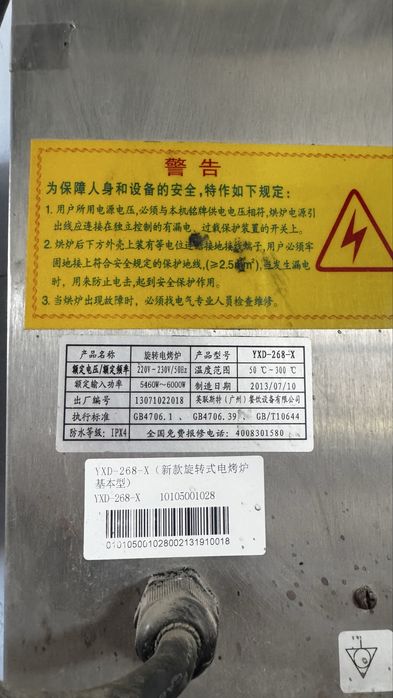 警告
为保障人身和设备的安全,特作如下规定:
1. 用户所用电源电压,必须与本机铭牌供电电压相符,烘炉电源引
出线应连接在独立控制的有漏电、过载保护装置的开关上。
2. 烘炉后下方外壳上装有等电位连接地接线端子,用户必须牢
固地接上符合安全规定的保护地线,(≥2.5mm²)当发生漏电
时,用来防止电击,起到安全保护作用。
3. 当烘炉出现故障时,必须找电气专业人员检查维修。
产品名称 旋转电烤炉 产品型号 YXD-268-X
额定电压/额定频率 220V~230V/50Hz 温度范围 50℃~300℃
额定输入功率 5460W~6000W 制造日期 2013/07/10
出厂编号 13071022018 英联斯特(广州)餐饮设备有限公司
执行标准 GB4706.1、GB4706.39、GB/T10644
防水等级: IPX4 全国免费报修电话: 4008301580
YXD-268-X(新款旋转式电烤炉
基本型)
YXD-268-X 10105001028
010105001028002131910018